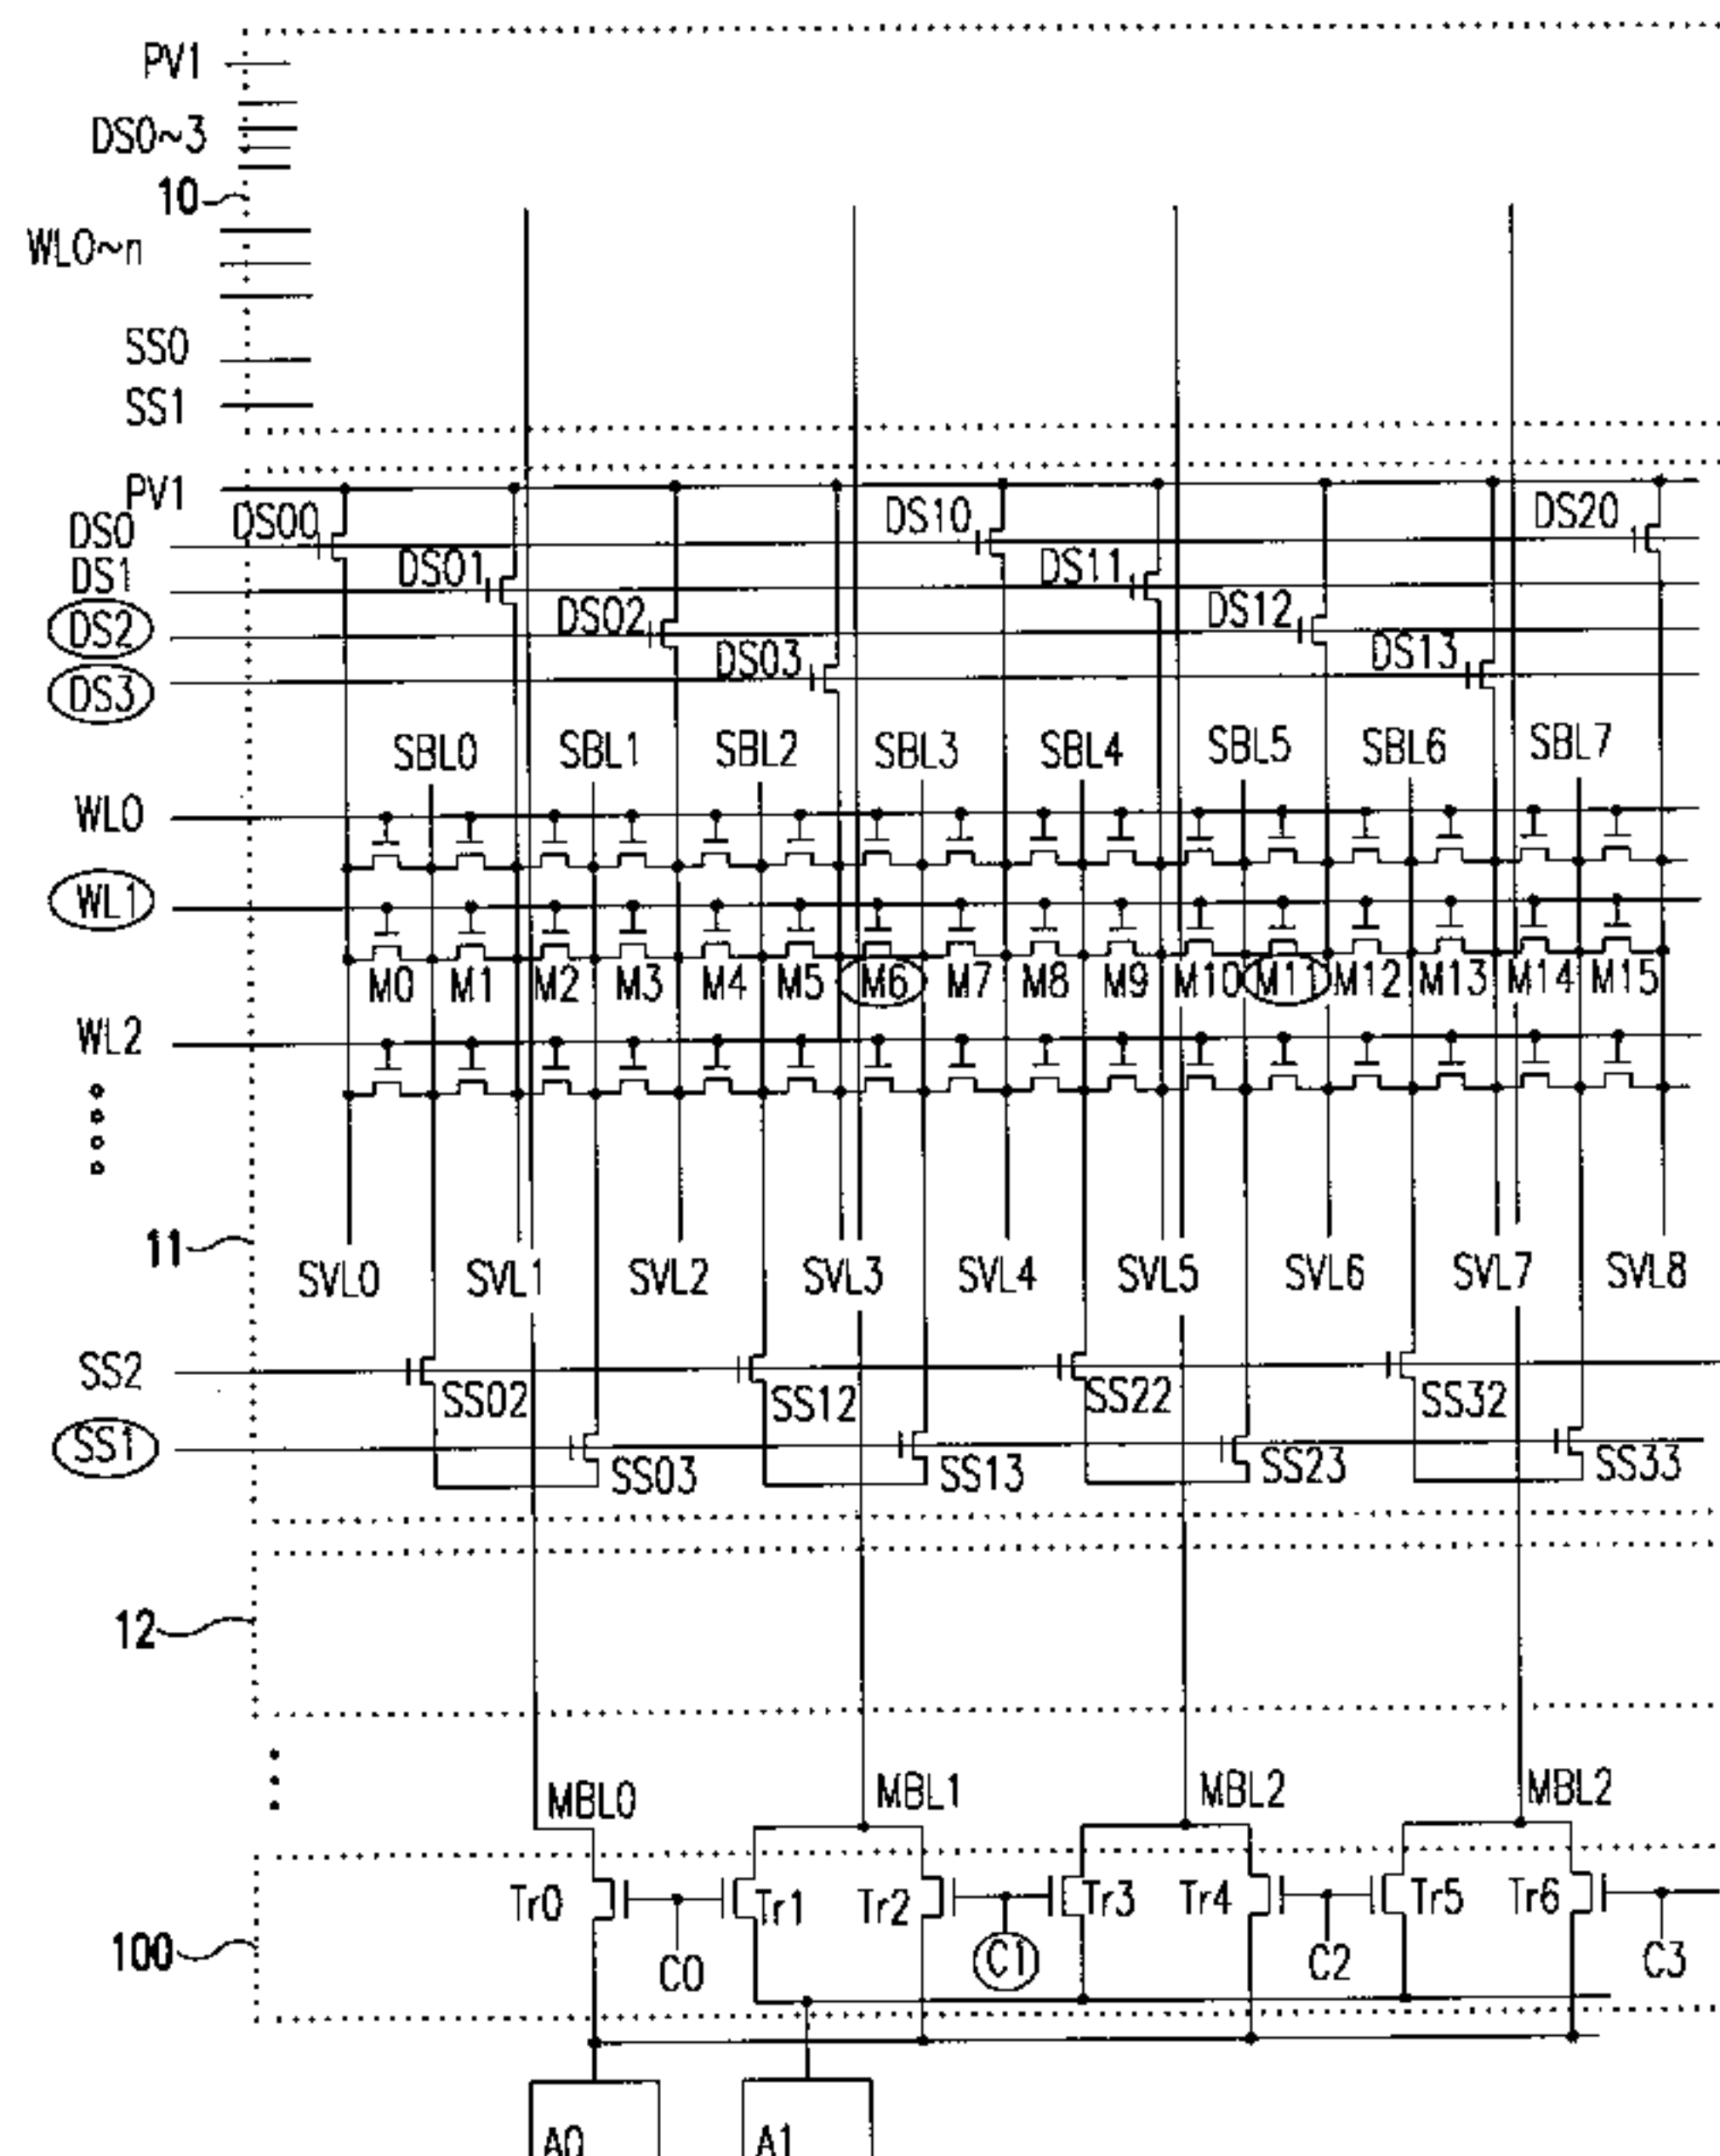 PV1
DS0~3
10
WL0~n
SS0
SS1
PV1
DS0 DS00 DS10 DS20
DS1 DS01 DS11
DS2 DS02 DS12
DS3 DS03 DS13
SBL0 SBL1 SBL2 SBL3 SBL4 SBL5 SBL6 SBL7
WL0
WL1
M0 M1 M2 M3 M4 M5 M6 M7 M8 M9 M10 M11 M12 M13 M14 M15
WL2
11
SVL0 SVL1 SVL2 SVL3 SVL4 SVL5 SVL6 SVL7 SVL8
SS2 SS02 SS12 SS22 SS32
SS1 SS03 SS13 SS23 SS33
12
MBL0 MBL1 MBL2 MBL2
Tr0 Tr1 Tr2 Tr3 Tr4 Tr5 Tr6
100 C0 C1 C2 C3
A0 A1